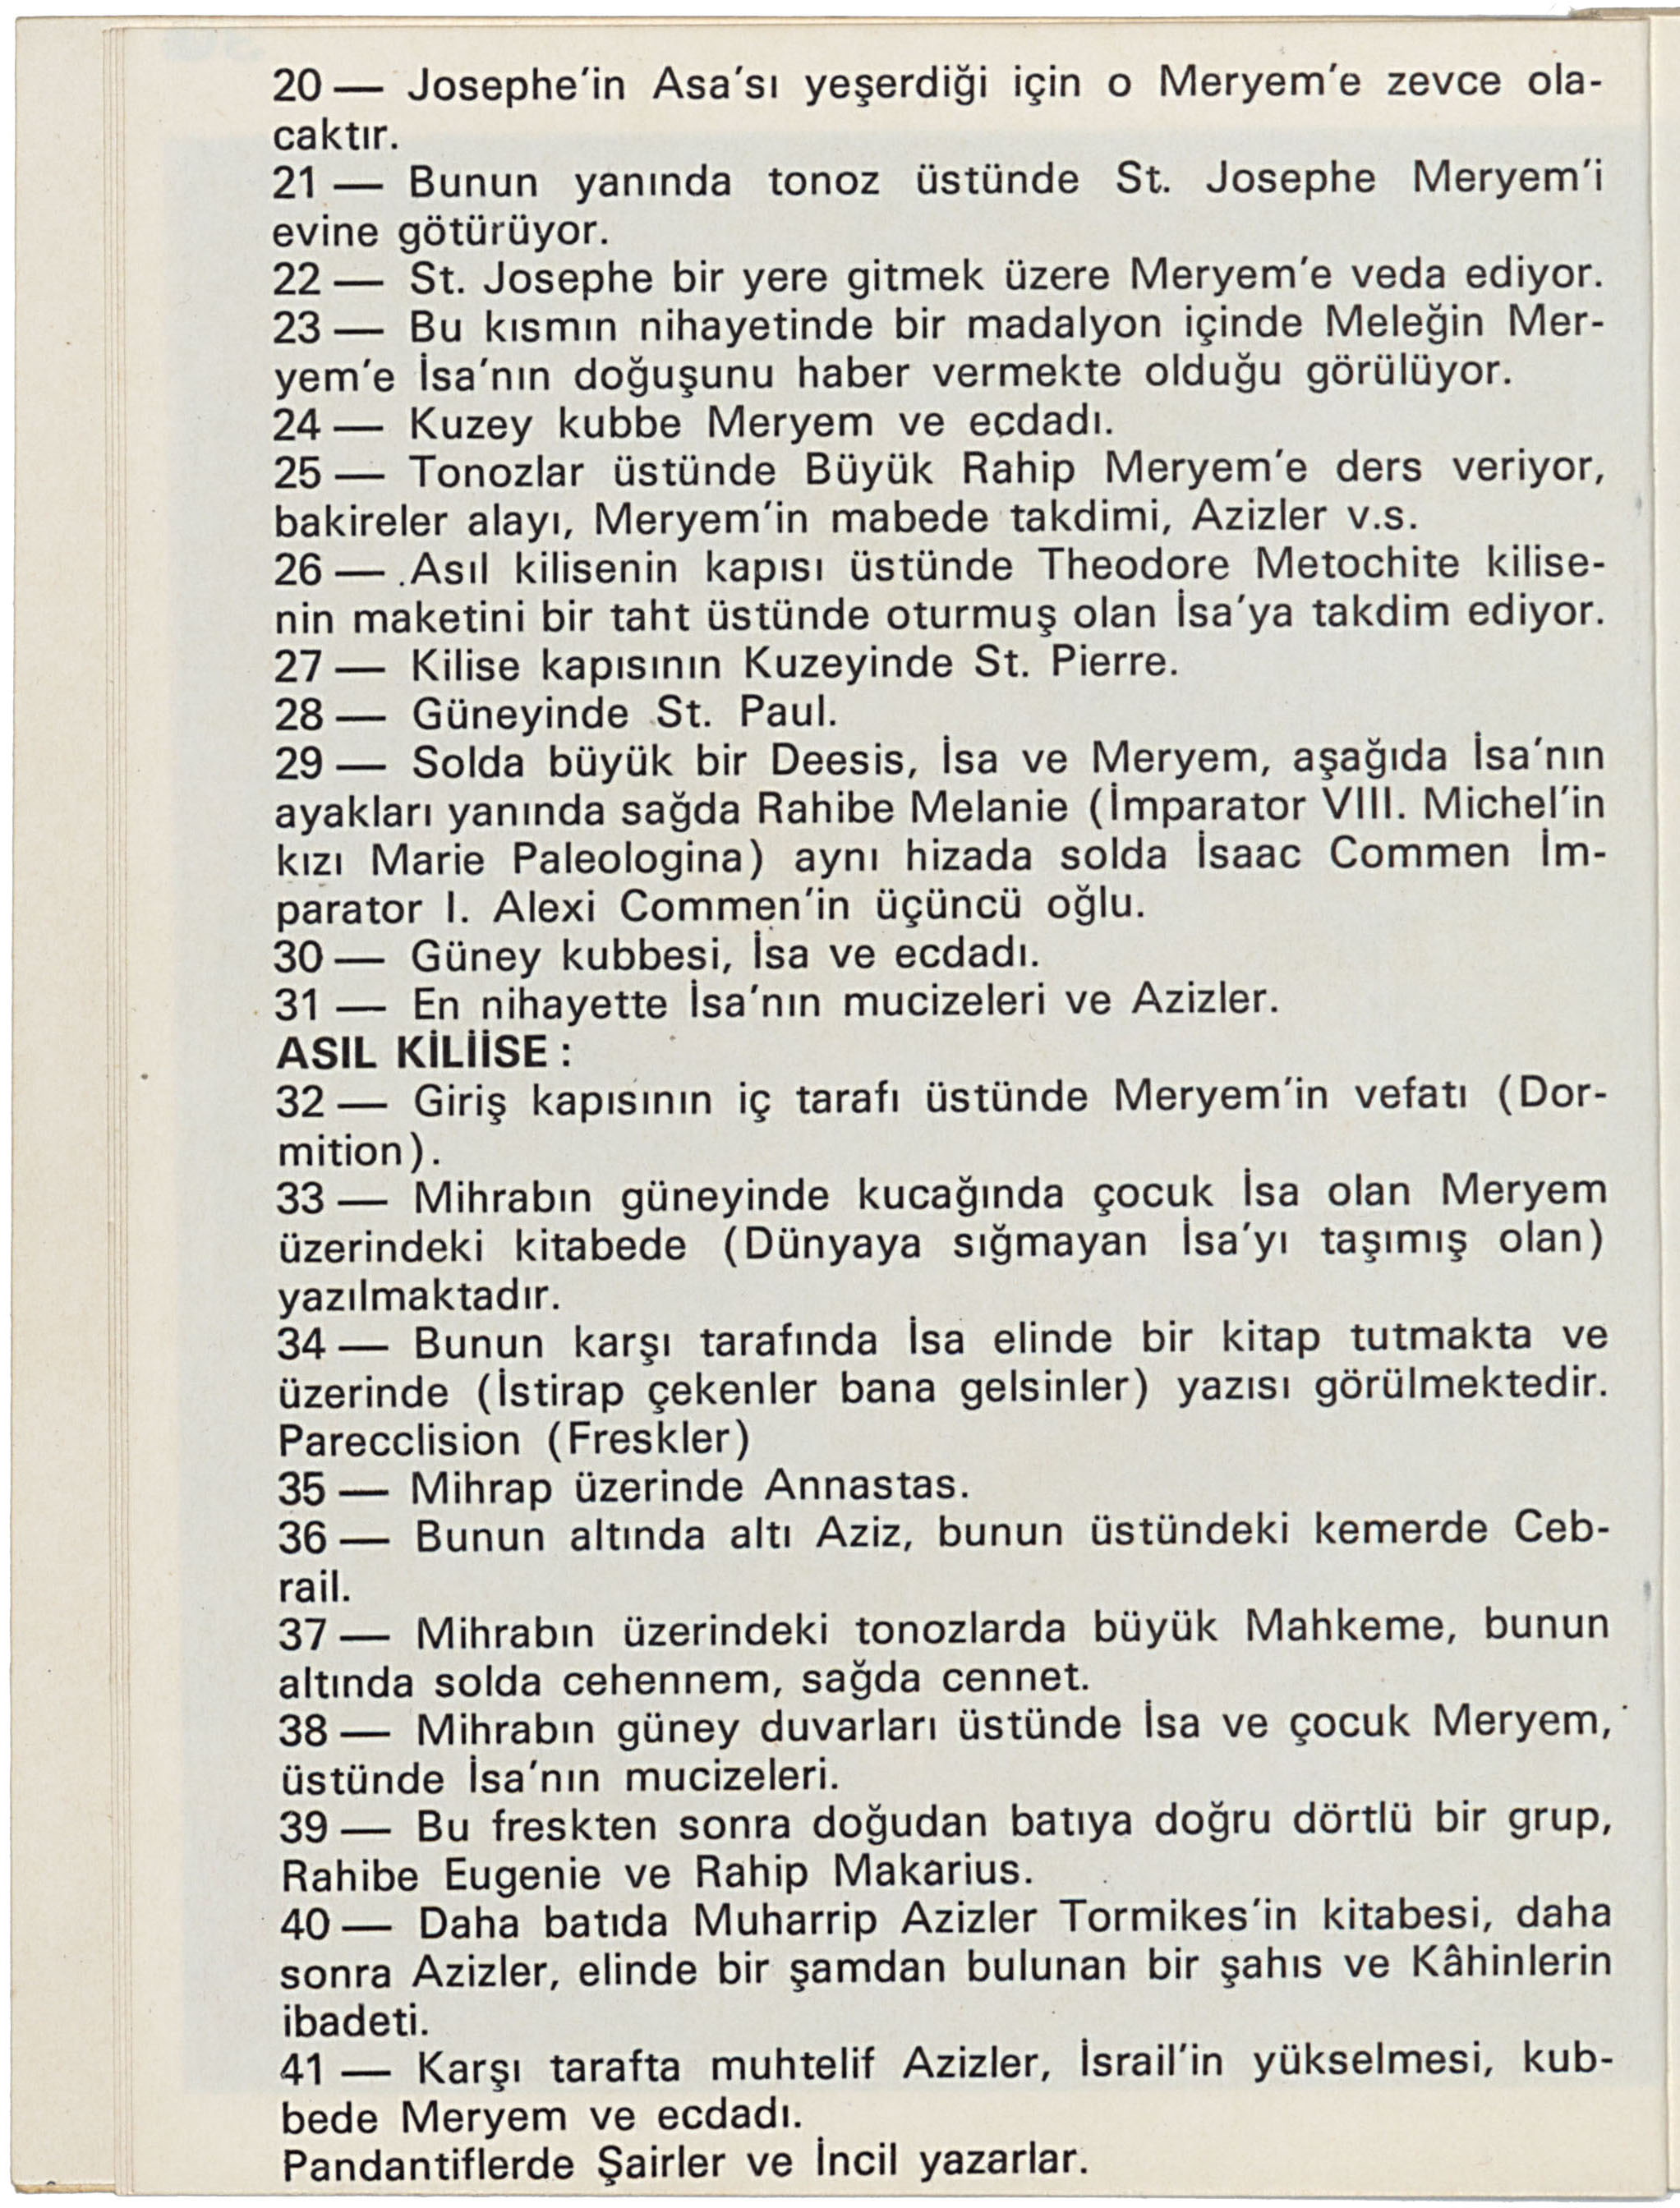 20 — Josephe'in Asa'sı yeşerdiği için o Meryem'e zevce ola-
caktır.
21 — Bunun yanında tonoz üstünde St. Josephe Meryem'i
evine götürüyor.
22 — St. Josephe bir yere gitmek üzere Meryem'e veda ediyor.
23 — Bu kısmın nihayetinde bir madalyon içinde Meleğin Mer-
yem'e İsa'nın doğuşunu haber vermekte olduğu görülüyor.
24 — Kuzey kubbe Meryem ve ecdadı.
25 — Tonozlar üstünde Büyük Rahip Meryem'e ders veriyor,
bakireler alayı, Meryem'in mabede takdimi, Azizler v.s.
26 — .Asıl kilisenin kapısı üstünde Theodore Metochite kilise-
nin maketini bir taht üstünde oturmuş olan İsa'ya takdim ediyor.
27 — Kilise kapısının Kuzeyinde St. Pierre.
28 — Güneyinde St. Paul.
29 — Solda büyük bir Deesis, İsa ve Meryem, aşağıda İsa'nın
ayakları yanında sağda Rahibe Melanie (İmparator VIII. Michel'in
kızı Marie Paleologina) aynı hizada solda İsaac Commen İm-
parator I. Alexi Commen'in üçüncü oğlu.
30 — Güney kubbesi, İsa ve ecdadı.
31 — En nihayette İsa'nın mucizeleri ve Azizler.
ASIL KİLİİSE :
32 — Giriş kapısının iç tarafı üstünde Meryem'in vefatı (Dor-
mition).
33 — Mihrabın güneyinde kucağında çocuk İsa olan Meryem
üzerindeki kitabede (Dünyaya sığmayan İsa'yı taşımış olan)
yazılmaktadır.
34 — Bunun karşı tarafında İsa elinde bir kitap tutmakta ve
üzerinde (İstirap çekenler bana gelsinler) yazısı görülmektedir.
Parecclision (Freskler)
35 — Mihrap üzerinde Annastas.
36 — Bunun altında altı Aziz, bunun üstündeki kemerde Ceb-
rail.
37 — Mihrabın üzerindeki tonozlarda büyük Mahkeme, bunun
altında solda cehennem, sağda cennet.
38 — Mihrabın güney duvarları üstünde İsa ve çocuk Meryem,
üstünde İsa'nın mucizeleri.
39 — Bu freskten sonra doğudan batıya doğru dörtlü bir grup,
Rahibe Eugenie ve Rahip Makarius.
40 — Daha batıda Muharrip Azizler Tormikes'in kitabesi, daha
sonra Azizler, elinde bir şamdan bulunan bir şahıs ve Kâhinlerin
ibadeti.
41 — Karşı tarafta muhtelif Azizler, İsrail'in yükselmesi, kub-
bede Meryem ve ecdadı.
Pandantiflerde Şairler ve İncil yazarlar.